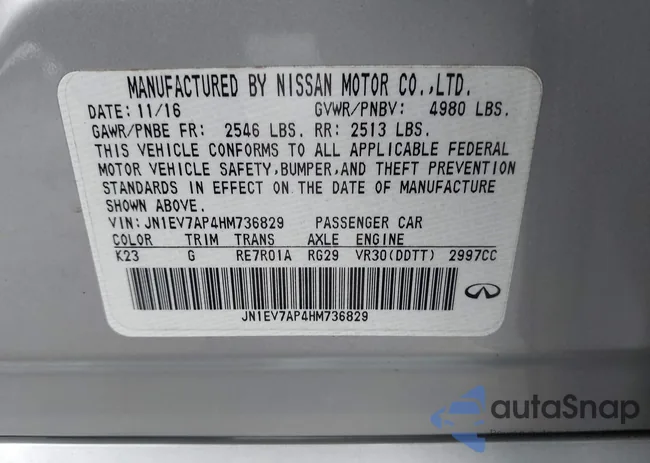 MANUFACTURED BY NISSAN MOTOR CO.,LTD.
DATE: 11/16 GVWR/PNBV: 4980 LBS.
GAWR/PNBE FR: 2546 LBS. RR: 2513 LBS.
THIS VEHICLE CONFORMS TO ALL APPLICABLE FEDERAL
MOTOR VEHICLE SAFETY,BUMPER,AND THEFT PREVENTION
STANDARDS IN EFFECT ON THE DATE OF MANUFACTURE
SHOWN ABOVE.
VIN: JN1EV7AP4HM736829 PASSENGER CAR
COLOR TRIM TRANS AXLE ENGINE
K23 G RE7R01A RG29 VR30(DDTT) 2997CC
JN1EV7AP4HM736829
autaSnap